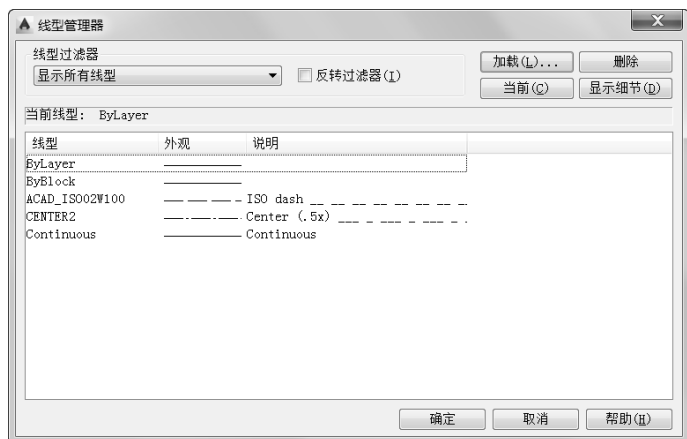 线型管理器
线型过滤器
显示所有线型
反转过滤器(I)
加载(L)...
删除
当前(C)
显示细节(D)
当前线型: ByLayer
线型 外观 说明
ByLayer
ByBlock
ACAD_ISO02W100 ISO dash __ __ __ __ __ __ __ _.
CENTER2 Center (.5x) ___ _ ___ _ ___ _ .
Continuous Continuous
确定 取消 帮助(H)